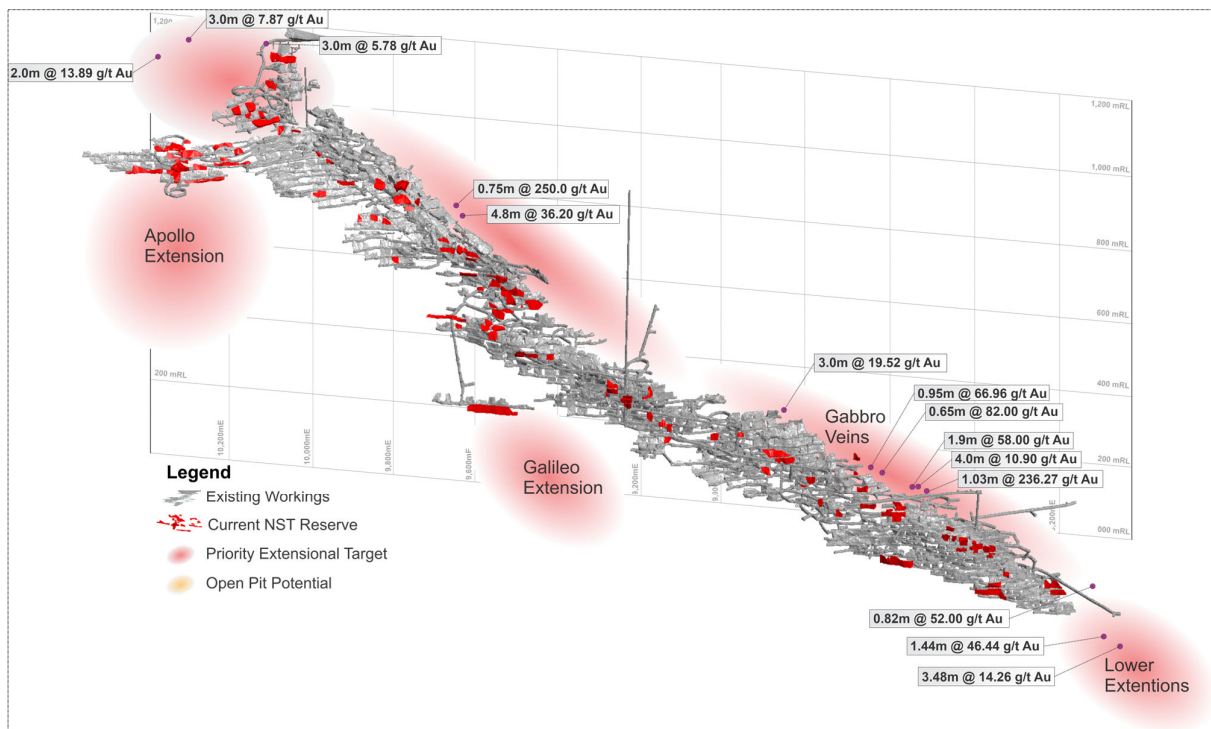 1,200
3.0m @ 7.87 g/t Au
3.0m @ 5.78 g/t Au
2.0m @ 13.89 g/t Au
1,200 mRL
1,000 mRL
800 mRL
600 mRL
400 mRL
200 mRL
000 mRL
0.75m @ 250.0 g/t Au
4.8m @ 36.20 g/t Au
Apollo
Extension
200 mRL
3.0m @ 19.52 g/t Au
0.95m @ 66.96 g/t Au
0.65m @ 82.00 g/t Au
Gabbro
Veins
1.9m @ 58.00 g/t Au
4.0m @ 10.90 g/t Au
1.03m @ 236.27 g/t Au
10,200mE
10,000mE
9,800mE
9,200mE
Galileo
Extension
Legend
Existing Workings
Current NST Reserve
Priority Extensional Target
Open Pit Potential
0.82m @ 52.00 g/t Au
1.44m @ 46.44 g/t Au
3.48m @ 14.26 g/t Au
Lower
Extentions